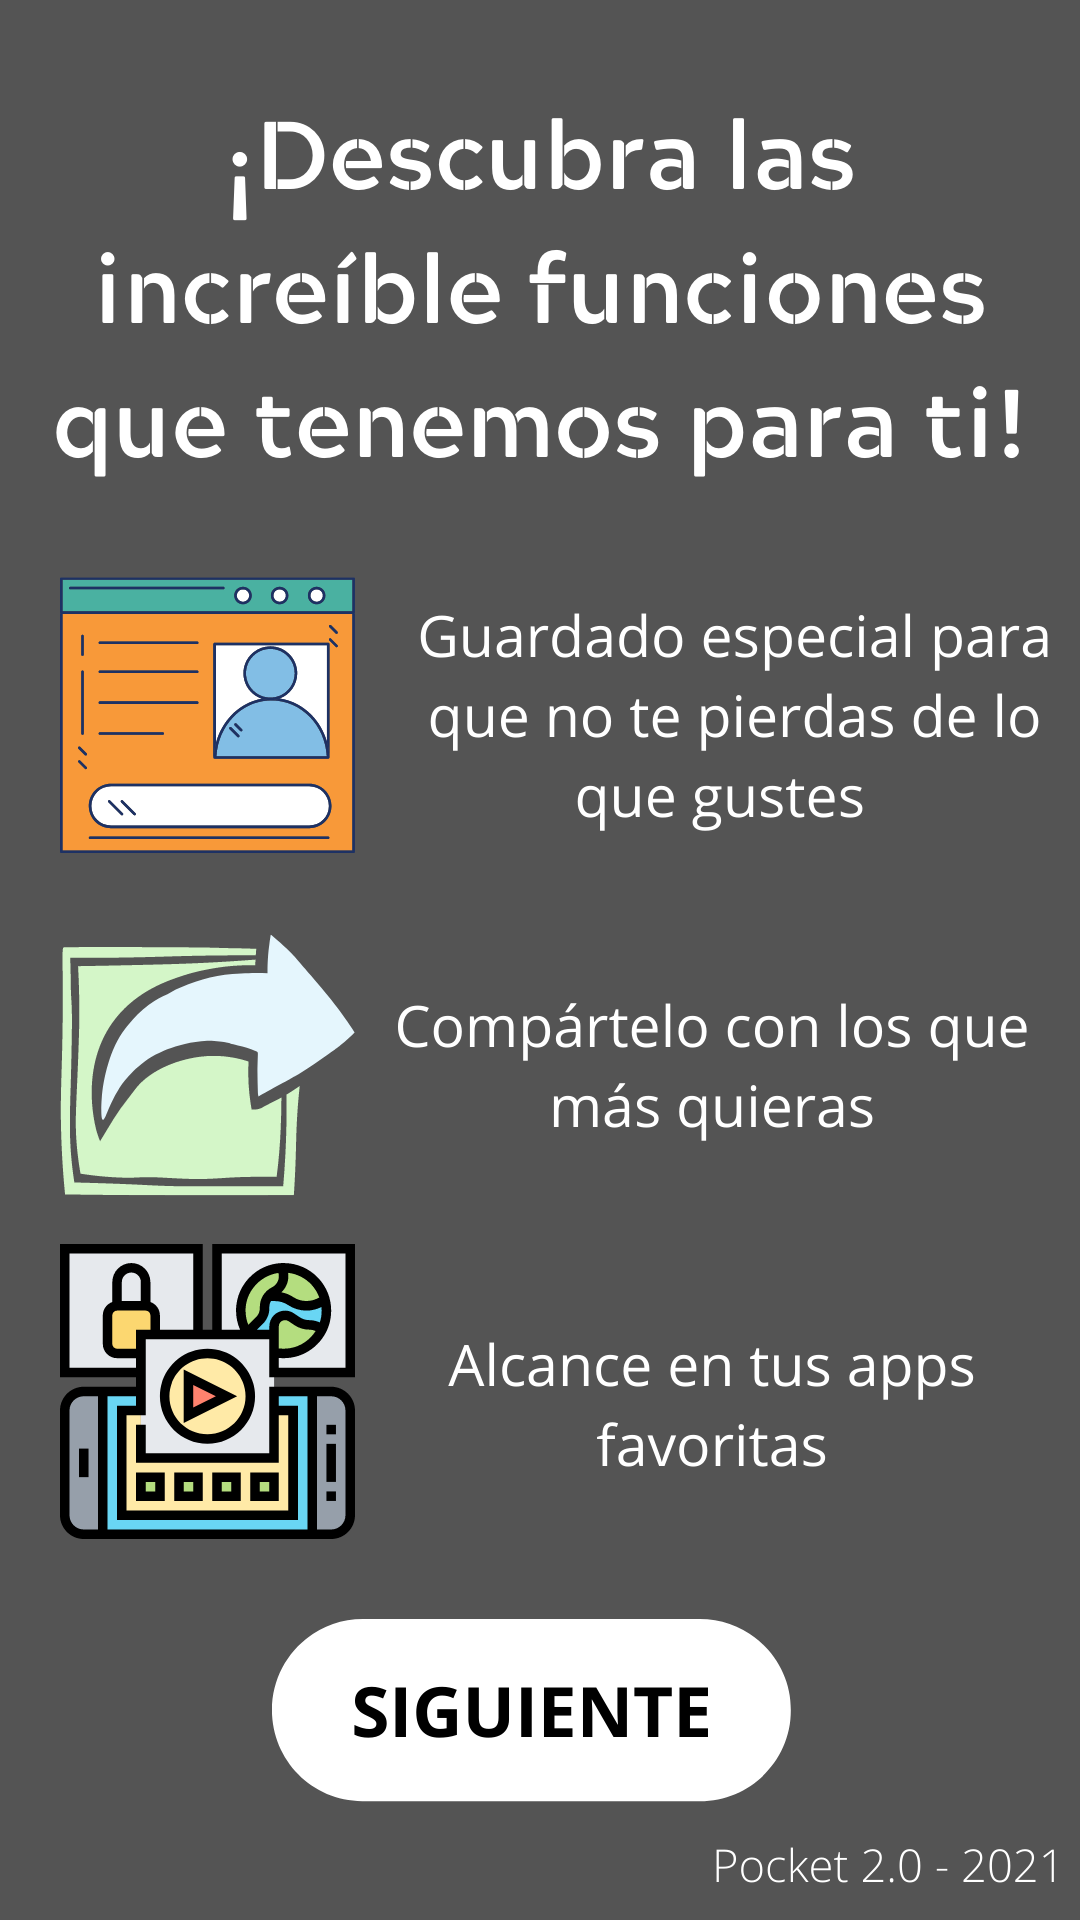 ¡Descubra las
increíble funciones
que tenemos para ti!
Guardado especial para
que no te pierdas de lo
que gustes
Compártelo con los que
más quieras
Alcance en tus apps
favoritas
SIGUIENTE
Pocket 2.0 - 2021